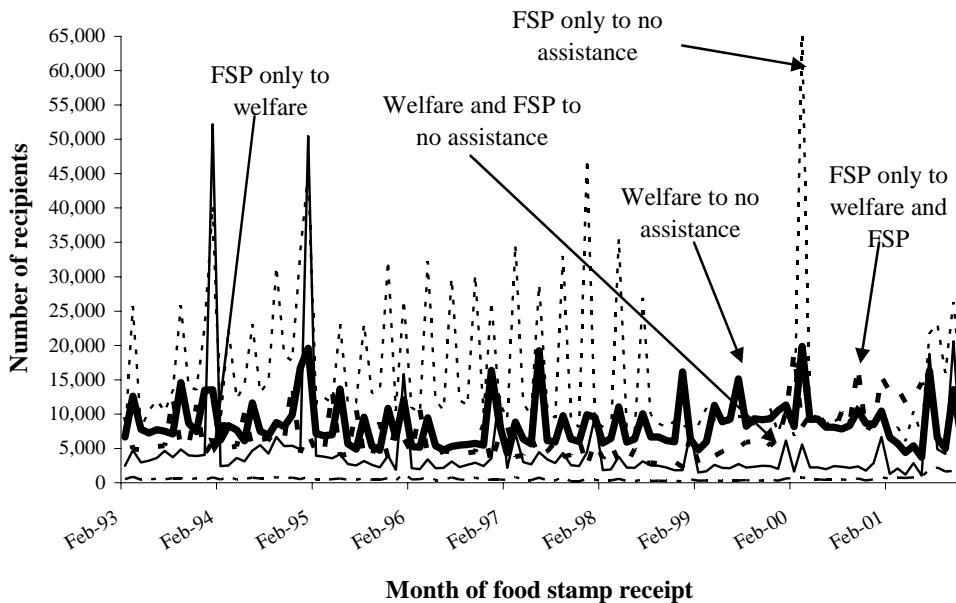 FSP only to no
assistance
FSP only to
welfare
Welfare and FSP to
no assistance
Welfare to no
assistance
FSP only to
welfare and
FSP
Number of recipients
65,000
60,000
55,000
50,000
45,000
40,000
35,000
30,000
25,000
20,000
15,000
10,000
5,000
0
Feb-93
Feb-94
Feb-95
Feb-96
Feb-97
Feb-98
Feb-99
Feb-00
Feb-01
Month of food stamp receipt